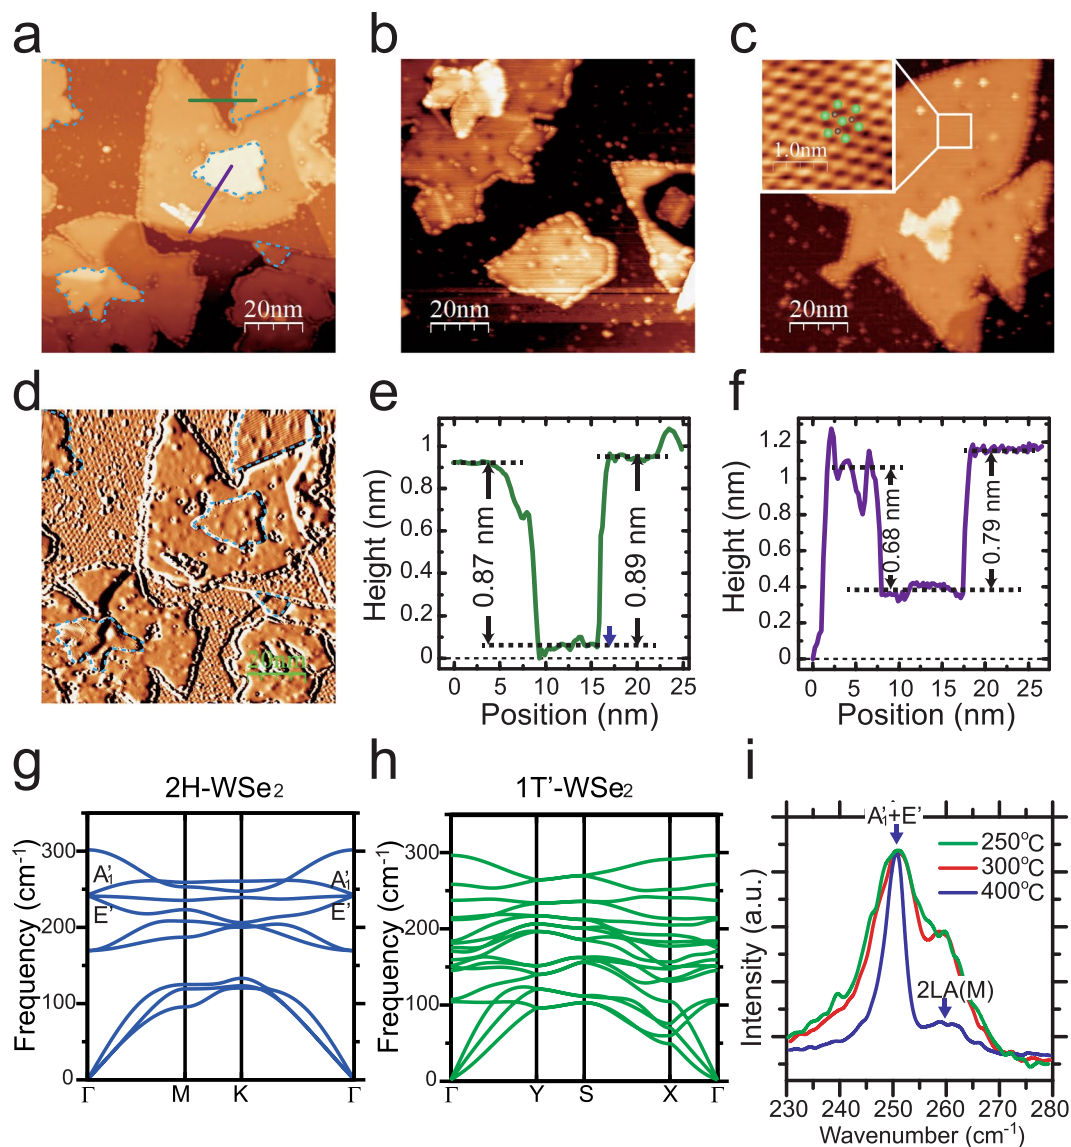 a
b
c
20nm
20nm
1.0nm
20nm
d
e
f
20nm
Height (nm)
1
0.8
0.6
0.4
0.2
0
0.87 nm
0.89 nm
0 5 10 15 20 25
Position (nm)
Height (nm)
1.2
1.0
0.8
0.6
0.4
0.2
0
0.68 nm
0.79 nm
0 5 10 15 20 25
Position (nm)
g
h
i
2H-WSe2
Frequency (cm-1)
300
200
100
0
A'1
E'
A'1
E'
Γ M K Γ
1T'-WSe2
Frequency (cm-1)
300
200
100
0
Γ Y S X Γ
Intensity (a.u.)
A'1+E'
250°C
300°C
400°C
2LA(M)
230 240 250 260 270 280
Wavenumber (cm-1)